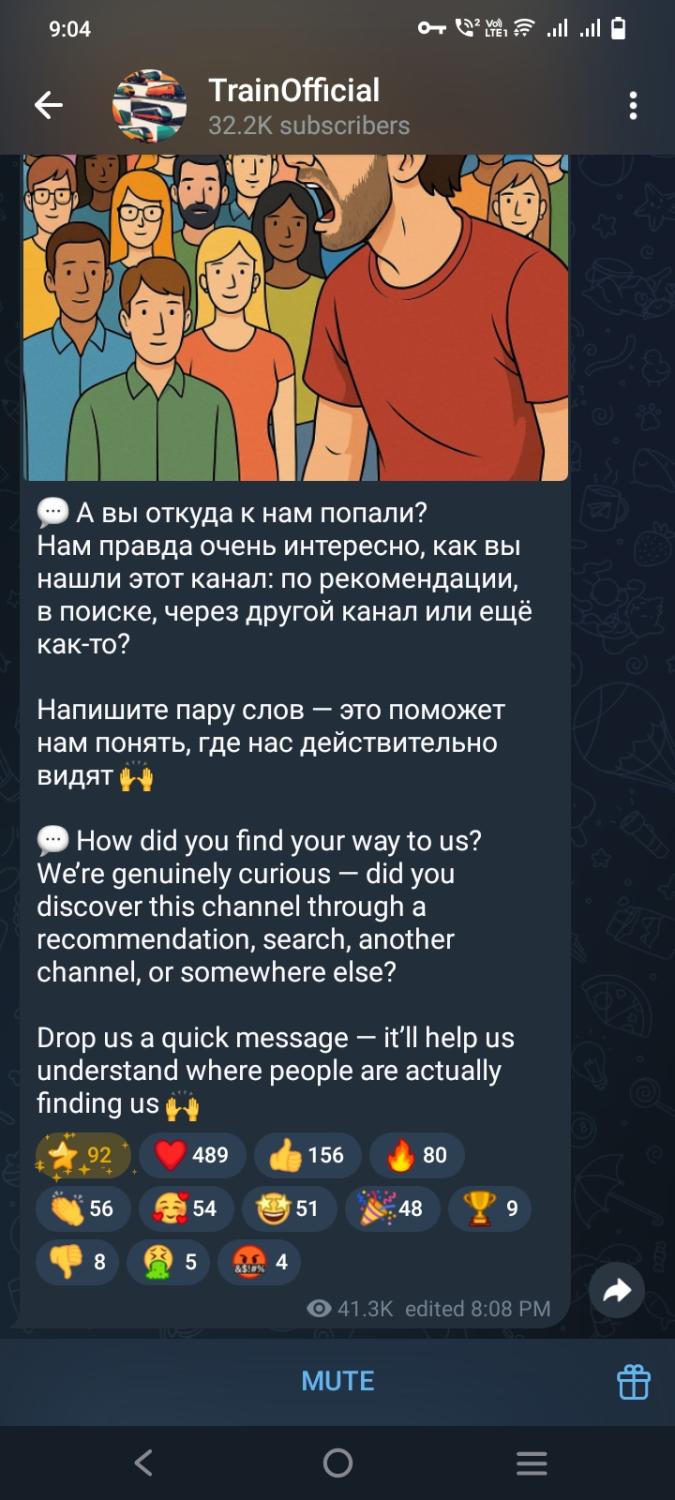 9:04
2
Vo)
LTE1
TrainOfficial
32.2K subscribers
💬 А вы откуда к нам попали?
Нам правда очень интересно, как вы
нашли этот канал: по рекомендации,
в поиске, через другой канал или ещё
как-то?
Напишите пару слов — это поможет
нам понять, где нас действительно
видят 🙌
💬 How did you find your way to us?
We’re genuinely curious — did you
discover this channel through a
recommendation, search, another
channel, or somewhere else?
Drop us a quick message — it’ll help us
understand where people are actually
finding us 🙌
⭐ 92 ❤️ 489 👍 156 🔥 80
👏 56 🥰 54 🤩 51 🎉 48 🏆 9
👎 8 🤮 5 🤬 4
41.3K edited 8:08 PM
MUTE